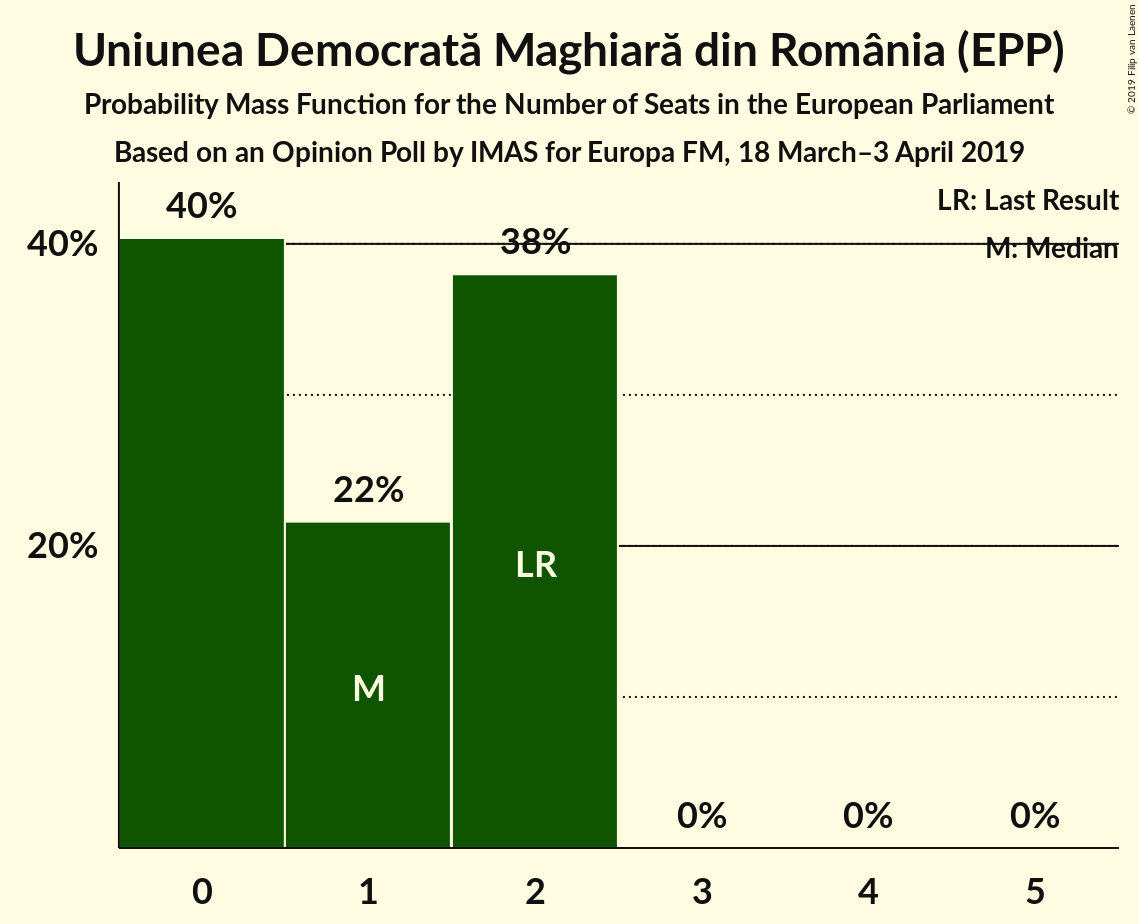 Uniunea Democrată Maghiară din România (EPP)
Probability Mass Function for the Number of Seats in the European Parliament
Based on an Opinion Poll by IMAS for Europa FM, 18 March–3 April 2019
© 2019 Filip van Laenen
LR: Last Result
M: Median
40%
20%
40%
22%
38%
0%
0%
0%
M
LR
0 1 2 3 4 5